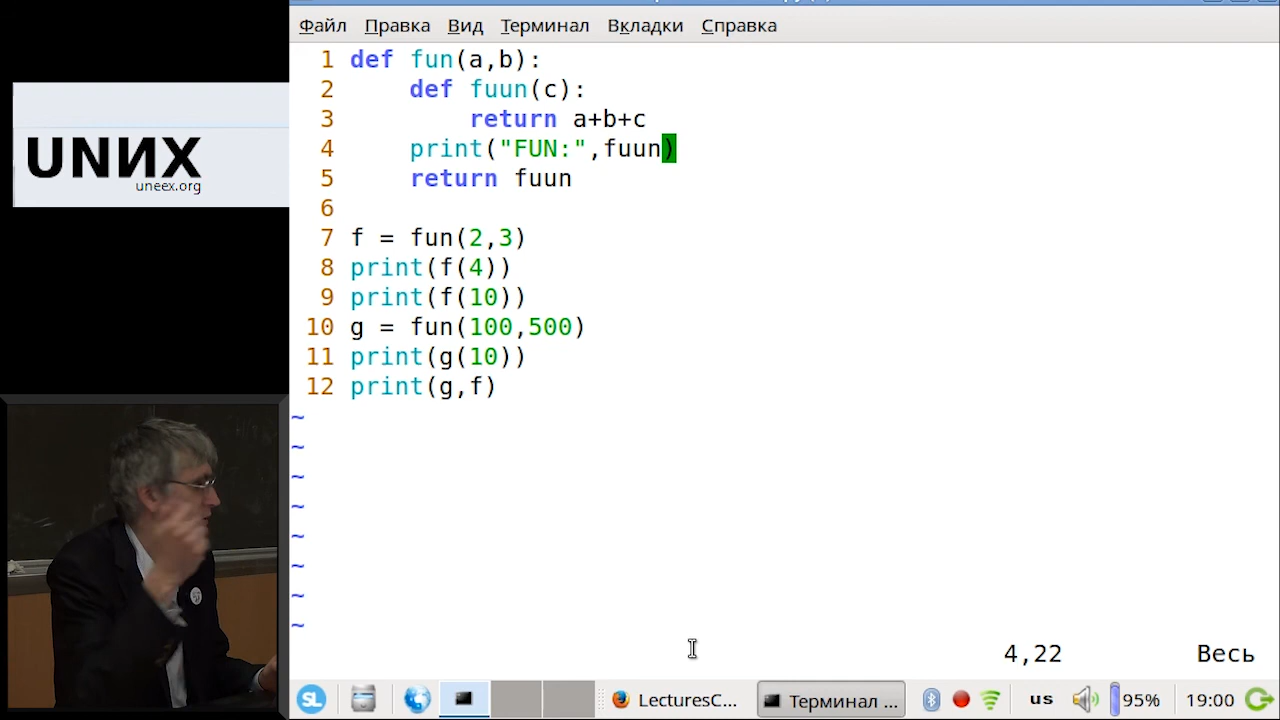 Файл Правка Вид Терминал Вкладки Справка
UNИX
uneex.org
1 def fun(a,b):
2     def fuun(c):
3         return a+b+c
4     print("FUN:",fuun)
5     return fuun
6
7 f = fun(2,3)
8 print(f(4))
9 print(f(10))
10 g = fun(100,500)
11 print(g(10))
12 print(g,f)
~
~
~
~
~
~
~
~
4,22 Весь
SL LecturesC... Терминал ... us 95% 19:00